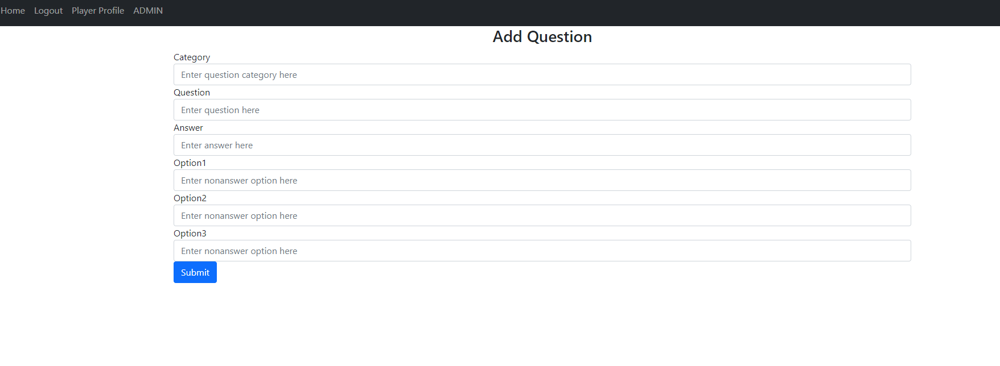 Home Logout Player Profile ADMIN
Add Question
Category
Enter question category here
Question
Enter question here
Answer
Enter answer here
Option1
Enter nonanswer option here
Option2
Enter nonanswer option here
Option3
Enter nonanswer option here
Submit